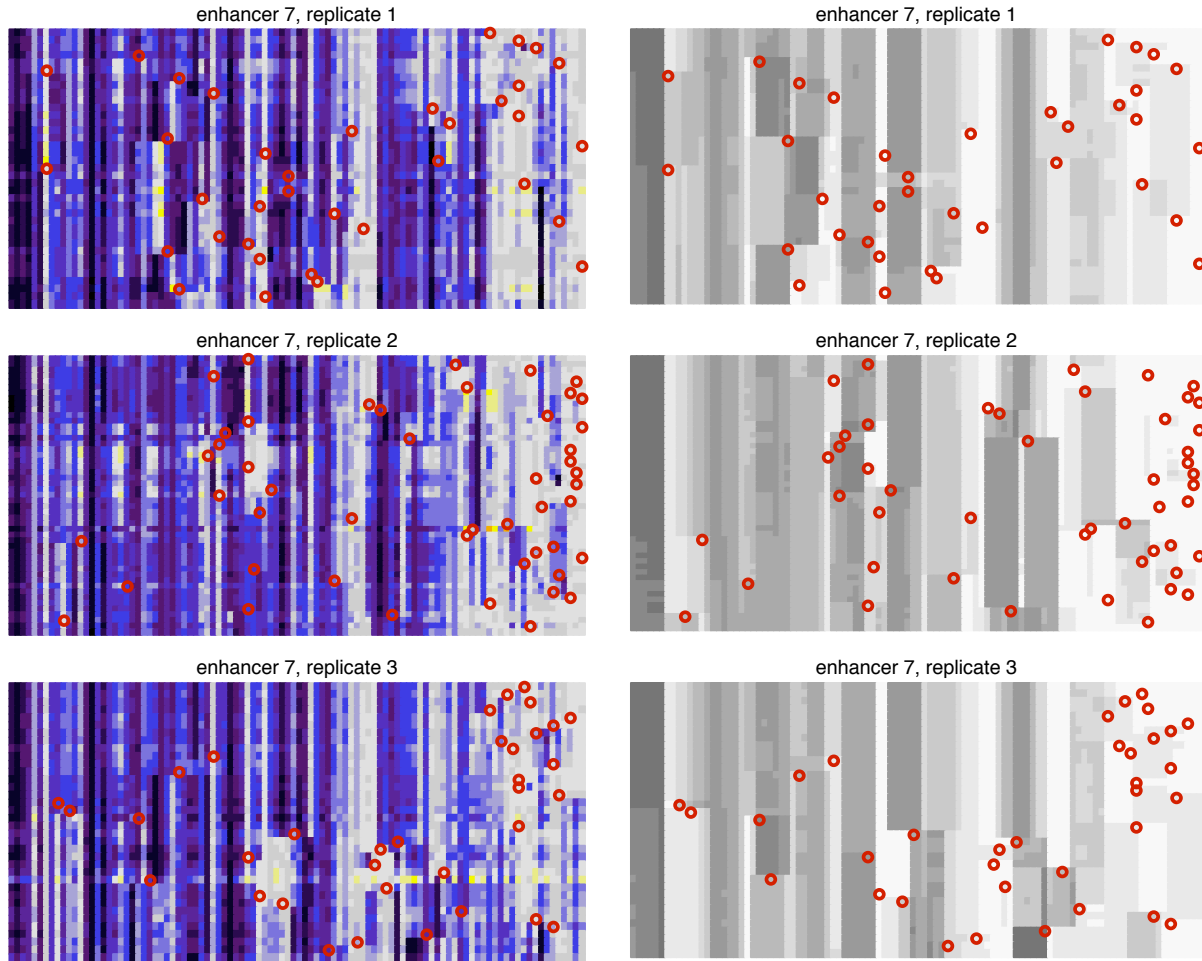 enhancer 7, replicate 1
enhancer 7, replicate 1
enhancer 7, replicate 2
enhancer 7, replicate 2
enhancer 7, replicate 3
enhancer 7, replicate 3